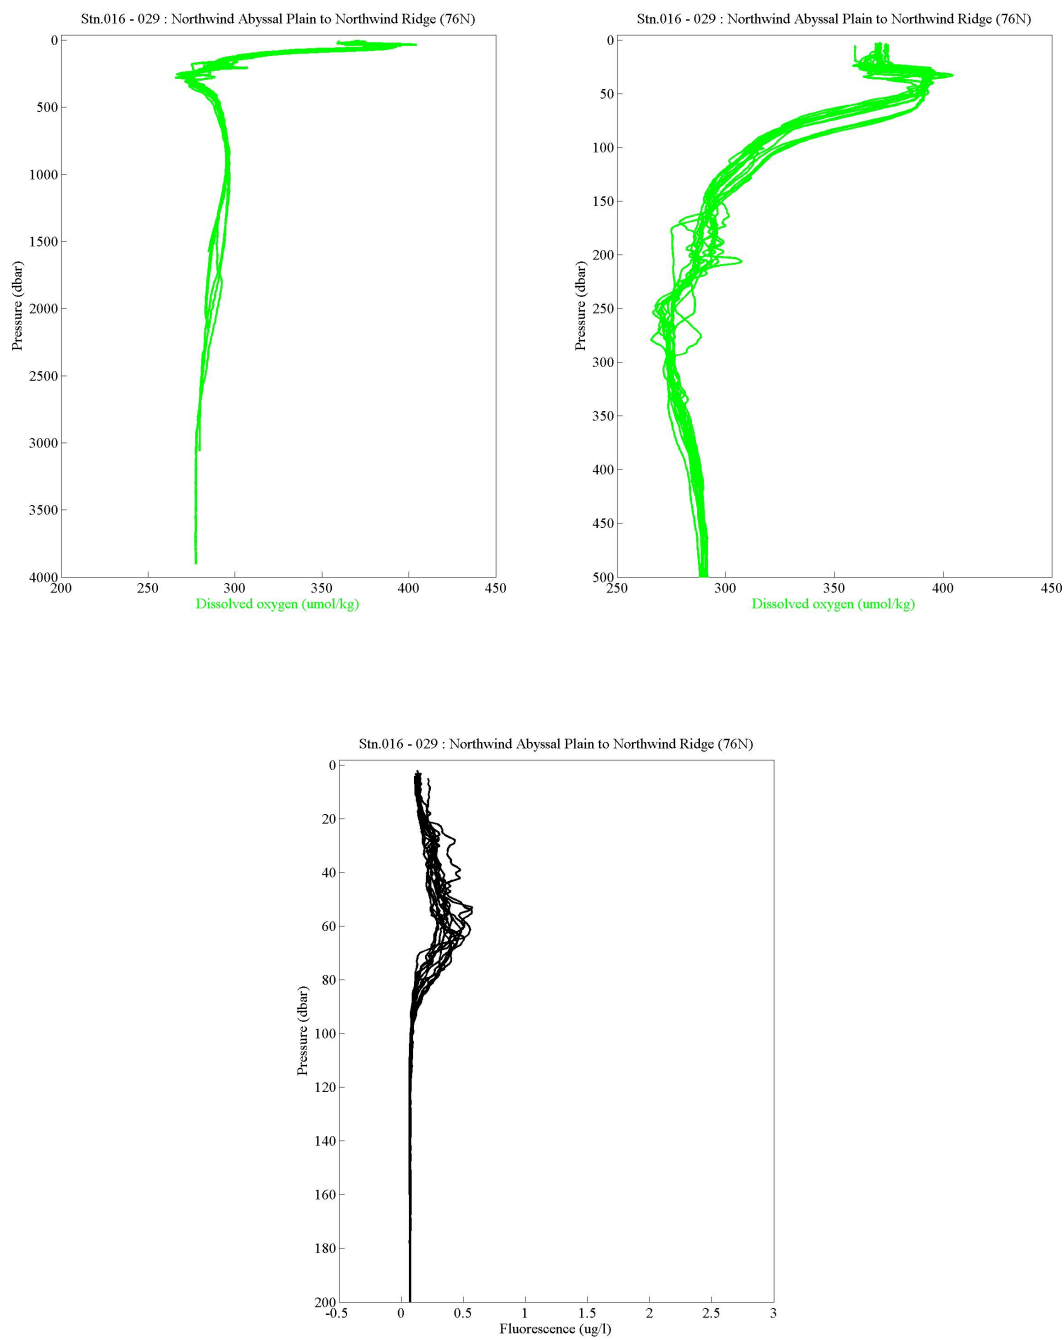 Stn.016 - 029 : Northwind Abyssal Plain to Northwind Ridge (76N)
0
500
1000
1500
2000
2500
3000
3500
4000
Pressure (dbar)
200 250 300 350 400 450
Dissolved oxygen (umol/kg)
Stn.016 - 029 : Northwind Abyssal Plain to Northwind Ridge (76N)
0
50
100
150
200
250
300
350
400
450
500
Pressure (dbar)
250 300 350 400 450
Dissolved oxygen (umol/kg)
Stn.016 - 029 : Northwind Abyssal Plain to Northwind Ridge (76N)
0
20
40
60
80
100
120
140
160
180
200
Pressure (dbar)
-0.5 0 0.5 1 1.5 2 2.5 3
Fluorescence (ug/l)